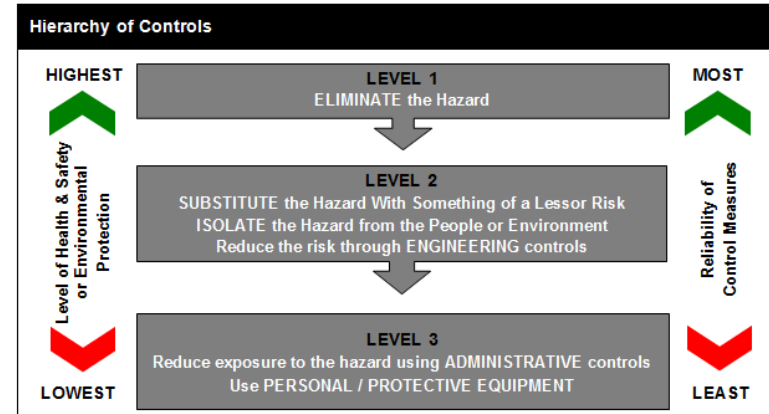 Hierarchy of Controls
HIGHEST
LEVEL 1
MOST
ELIMINATE the Hazard
Level of Health & Safety
or Environmental
Protection
LEVEL 2
SUBSTITUTE the Hazard With Something of a Lessor Risk
ISOLATE the Hazard from the People or Environment
Reduce the risk through ENGINEERING controls
Reliability of
Control Measures
LEVEL 3
Reduce exposure to the hazard using ADMINISTRATIVE controls
Use PERSONAL / PROTECTIVE EQUIPMENT
LOWEST
LEAST